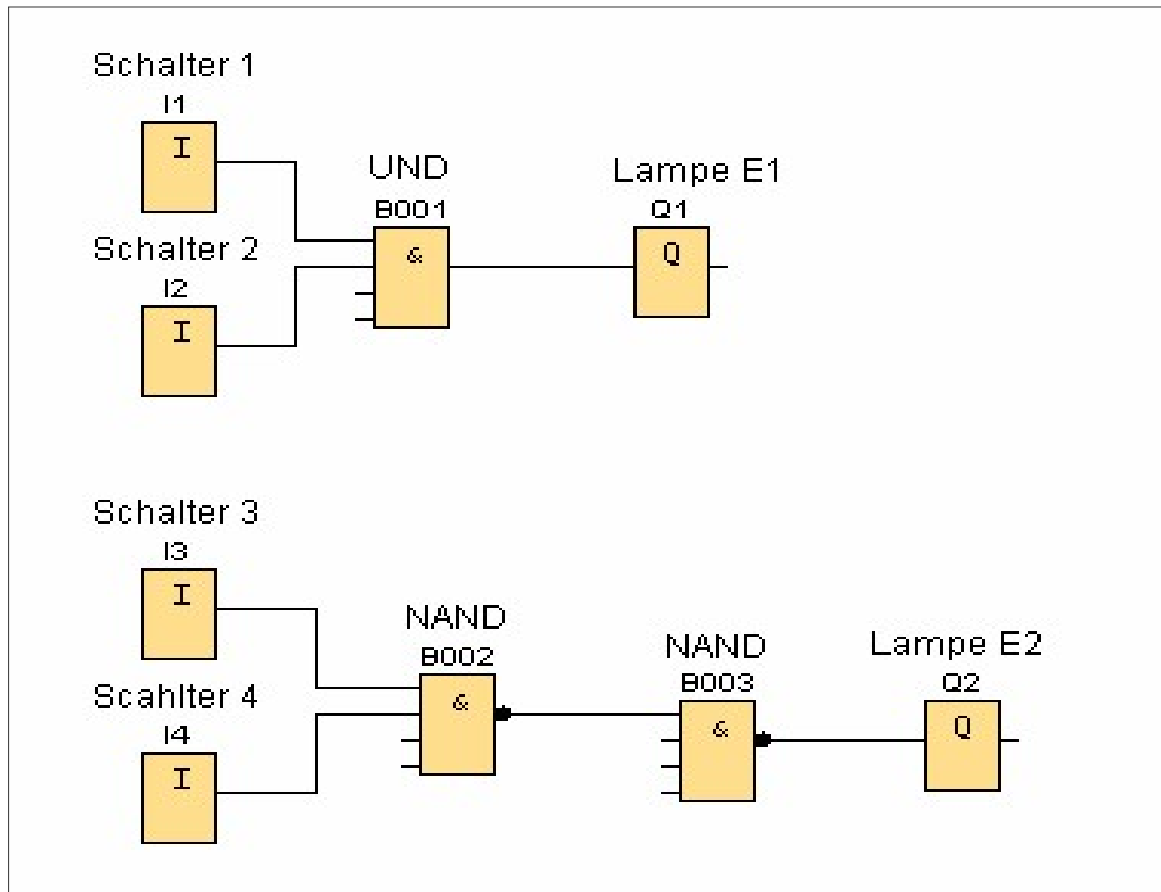 Schalter 1
I1
I
UND
B001
&
Lampe E1
Q1
Q
Schalter 2
I2
I
Schalter 3
I3
I
NAND
B002
&
NAND
B003
&
Lampe E2
Q2
Q
Scahlter 4
I4
I